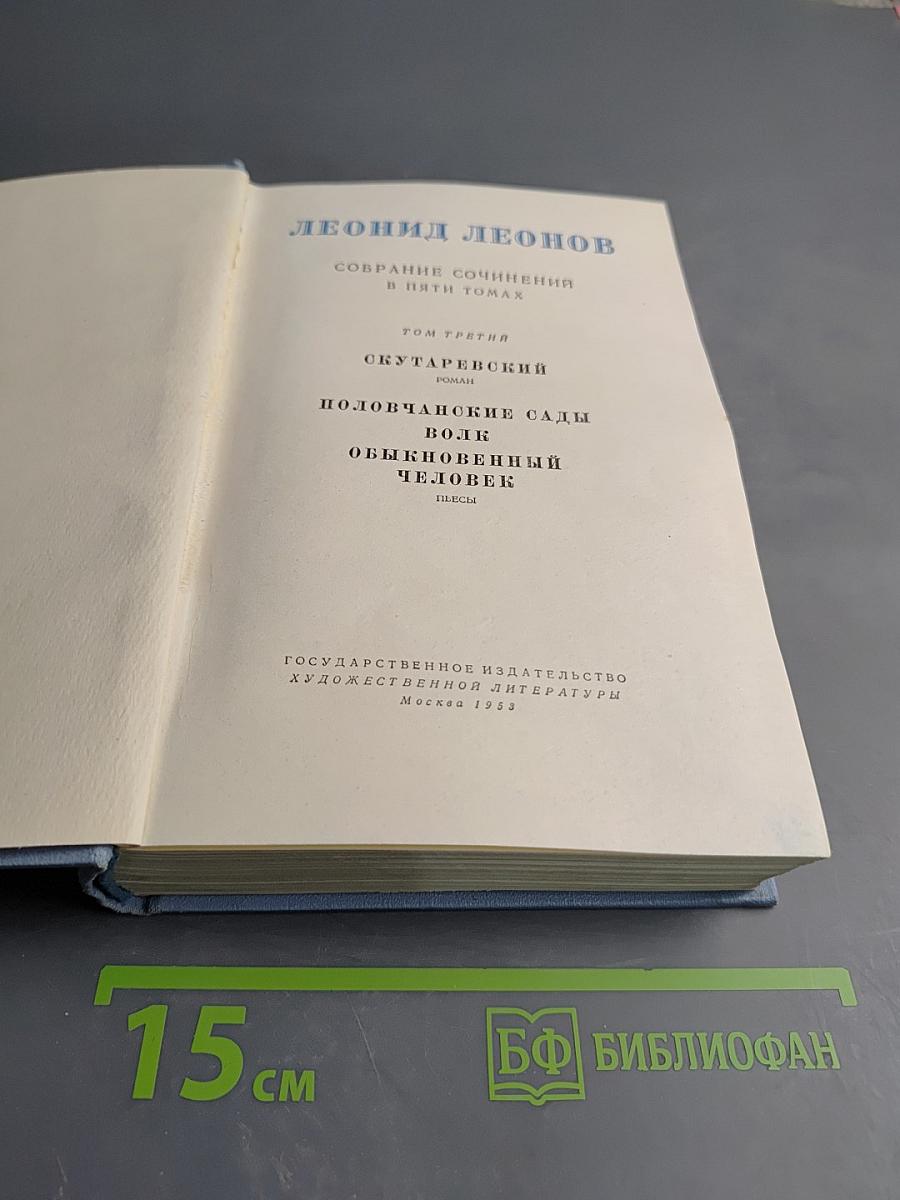 ЛЕОНИД ЛЕОНОВ
СОБРАНИЕ СОЧИНЕНИЙ
В ПЯТИ ТОМАХ
ТОМ ТРЕТИЙ
СКУТАРЕВСКИЙ
РОМАН
ПОЛОВЧАНСКИЕ САДЫ
ВОЛК
ОБЫКНОВЕННЫЙ
ЧЕЛОВЕК
ПЬЕСЫ
ГОСУДАРСТВЕННОЕ ИЗДАТЕЛЬСТВО
ХУДОЖЕСТВЕННОЙ ЛИТЕРАТУРЫ
Москва 1953
15 СМ
БФ БИБЛИОФАН